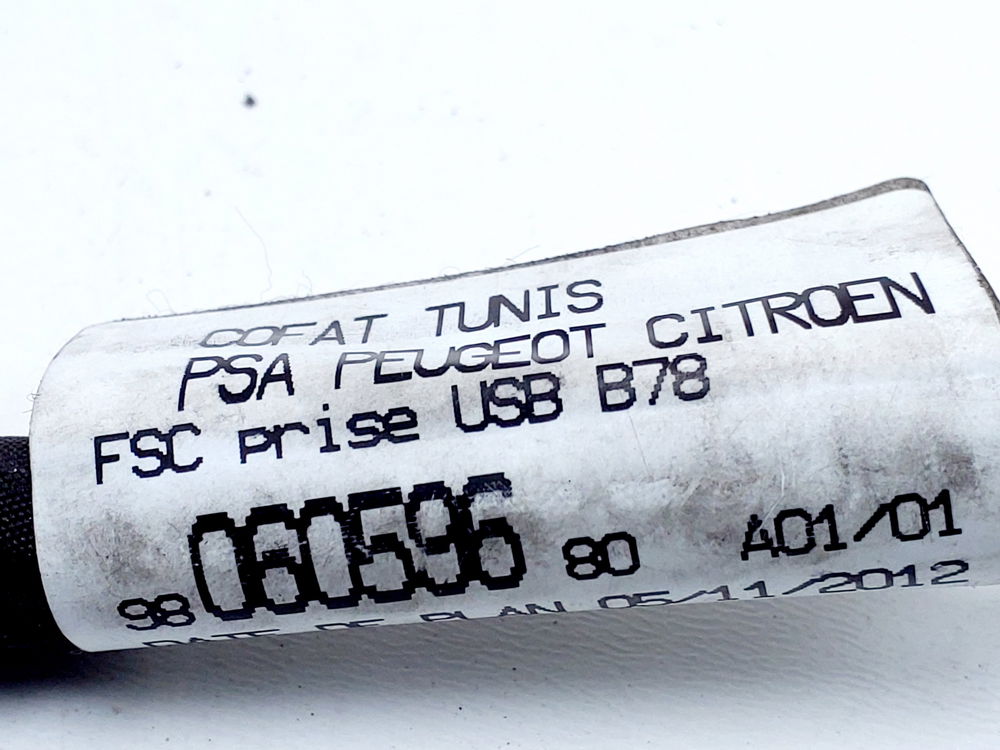 COFAT TUNIS
PSA PEUGEOT CITROEN
FSC prise USB B78
98 060596 80 A01/01
DATE DE PLAN 05/11/2012